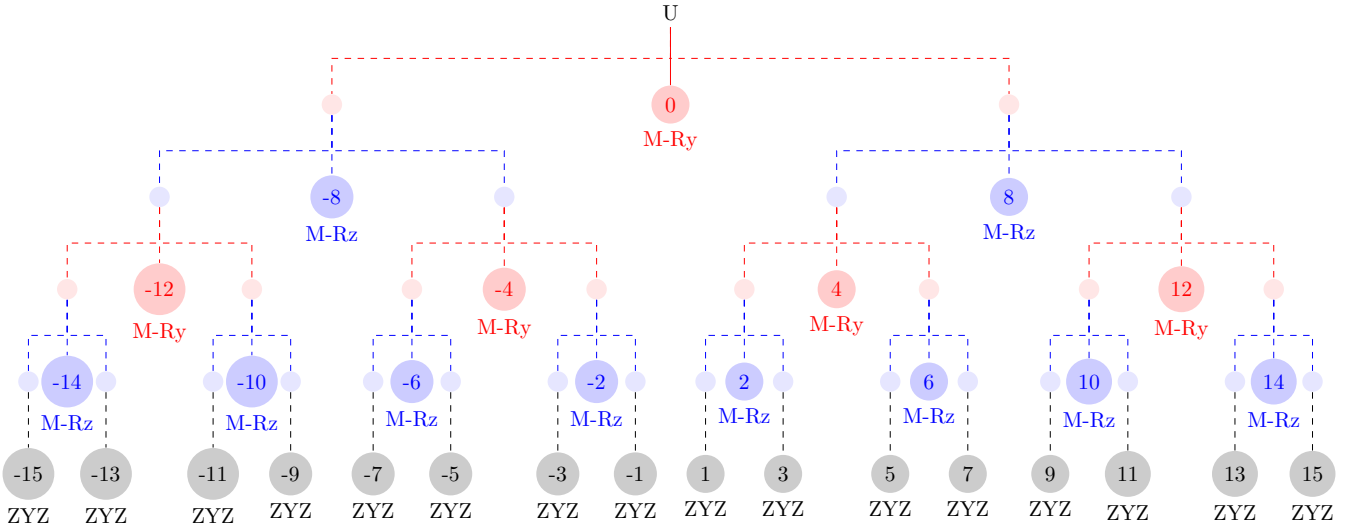 U
0
M-Ry
-8 8
M-Rz M-Rz
-12 -4 4 12
M-Ry M-Ry M-Ry M-Ry
-14 -10 -6 -2 2 6 10 14
M-Rz M-Rz M-Rz M-Rz M-Rz M-Rz M-Rz M-Rz
-15 -13 -11 -9 -7 -5 -3 -1 1 3 5 7 9 11 13 15
ZYZ ZYZ ZYZ ZYZ ZYZ ZYZ ZYZ ZYZ ZYZ ZYZ ZYZ ZYZ ZYZ ZYZ ZYZ ZYZ